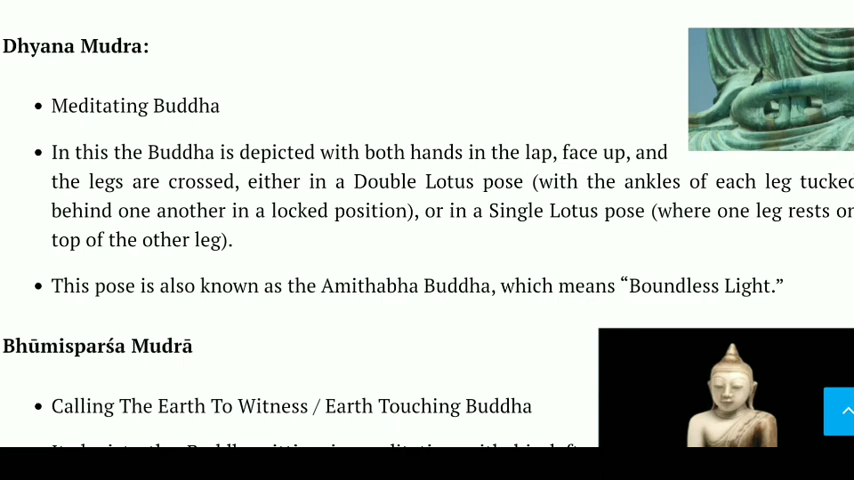 Dhyana Mudra:
• Meditating Buddha
• In this the Buddha is depicted with both hands in the lap, face up, and
the legs are crossed, either in a Double Lotus pose (with the ankles of each leg tucked
behind one another in a locked position), or in a Single Lotus pose (where one leg rests on
top of the other leg).
• This pose is also known as the Amithabha Buddha, which means “Boundless Light.”
Bhūmisparśa Mudrā
• Calling The Earth To Witness / Earth Touching Buddha